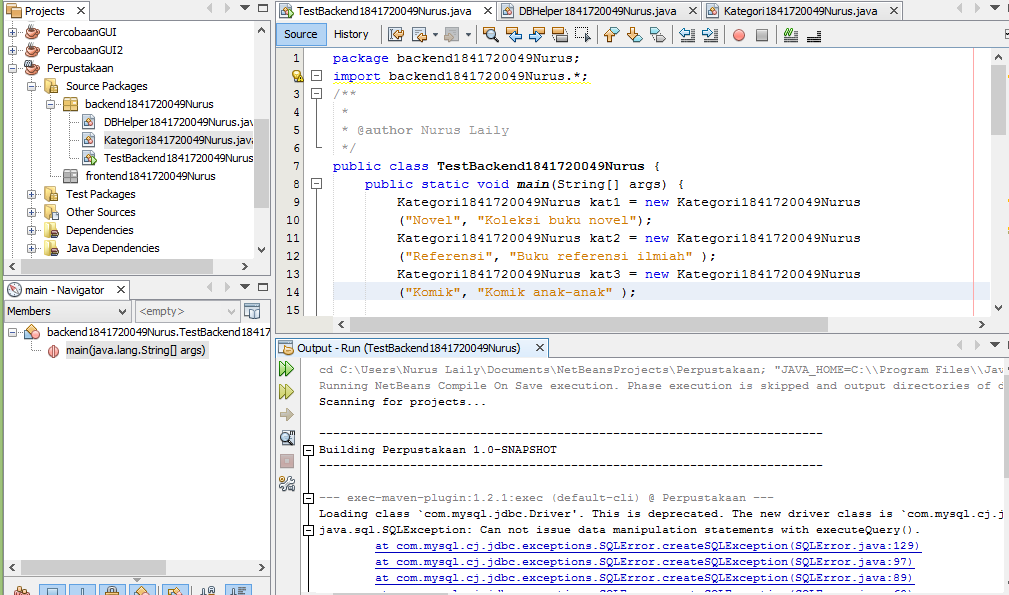 Projects
PercobaanGUI
PercobaanGUI2
Perpustakaan
Source Packages
backend1841720049Nurus
DBHelper1841720049Nurus.jav
Kategori1841720049Nurus.java
TestBackend1841720049Nurus
frontend1841720049Nurus
Test Packages
Other Sources
Dependencies
Java Dependencies
main - Navigator
Members
<empty>
backend1841720049Nurus.TestBackend18417
main(java.lang.String[] args)
TestBackend1841720049Nurus.java
DBHelper1841720049Nurus.java
Kategori1841720049Nurus.java
Source History
1 package backend1841720049Nurus;
2 import backend1841720049Nurus.*;
3 /**
4 *
5 * @author Nurus Laily
6 */
7 public class TestBackend1841720049Nurus {
8 public static void main(String[] args) {
9 Kategori1841720049Nurus kat1 = new Kategori1841720049Nurus
10 ("Novel", "Koleksi buku novel");
11 Kategori1841720049Nurus kat2 = new Kategori1841720049Nurus
12 ("Referensi", "Buku referensi ilmiah" );
13 Kategori1841720049Nurus kat3 = new Kategori1841720049Nurus
14 ("Komik", "Komik anak-anak" );
15
Output - Run (TestBackend1841720049Nurus)
cd C:\Users\Nurus Laily\Documents\NetBeansProjects\Perpustakaan; "JAVA_HOME=C:\\Program Files\\Jav
Running NetBeans Compile On Save execution. Phase execution is skipped and output directories of d
Scanning for projects...
------------------------------------------------------------------------
Building Perpustakaan 1.0-SNAPSHOT
------------------------------------------------------------------------
--- exec-maven-plugin:1.2.1:exec (default-cli) @ Perpustakaan ---
Loading class `com.mysql.jdbc.Driver'. This is deprecated. The new driver class is `com.mysql.cj.j
java.sql.SQLException: Can not issue data manipulation statements with executeQuery().
at com.mysql.cj.jdbc.exceptions.SQLError.createSQLException(SQLError.java:129)
at com.mysql.cj.jdbc.exceptions.SQLError.createSQLException(SQLError.java:97)
at com.mysql.cj.jdbc.exceptions.SQLError.createSQLException(SQLError.java:89)